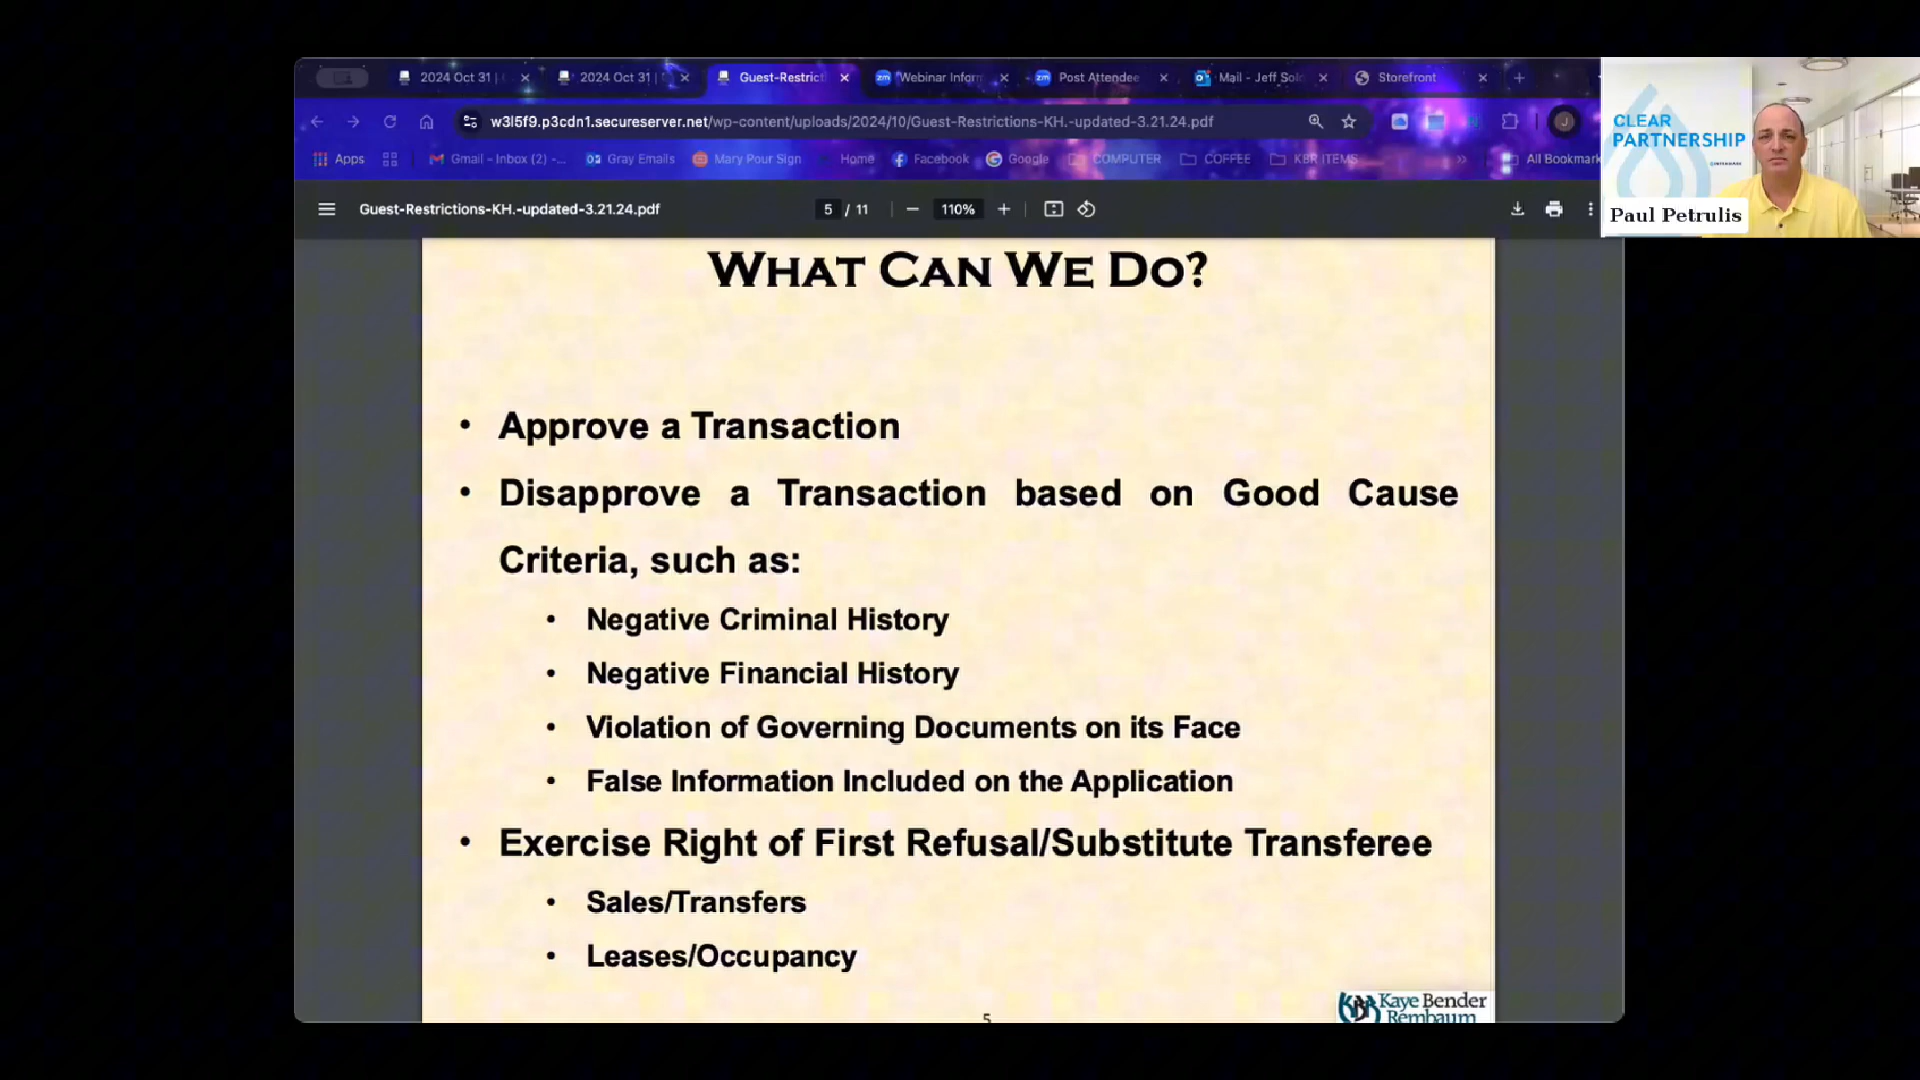 2024 Oct 31 |
2024 Oct 31 |
Guest-Restrict
Webinar Inform
Post Attendee
Mail - Jeff Solo
Storefront
w3l5f9.p3cdn1.secureserver.net/wp-content/uploads/2024/10/Guest-Restrictions-KH.-updated-3.21.24.pdf
Apps
Gmail - Inbox (2) -...
Gray Emails
Mary Pour Sign
Home
Facebook
Google
COMPUTER
COFFEE
KBR ITEMS
All Bookmark
Guest-Restrictions-KH.-updated-3.21.24.pdf
5 / 11
110%
CLEAR
PARTNERSHIP
Paul Petrulis
WHAT CAN WE DO?
• Approve a Transaction
• Disapprove a Transaction based on Good Cause
Criteria, such as:
• Negative Criminal History
• Negative Financial History
• Violation of Governing Documents on its Face
• False Information Included on the Application
• Exercise Right of First Refusal/Substitute Transferee
• Sales/Transfers
• Leases/Occupancy
5
KBR Kaye Bender
Rembaum